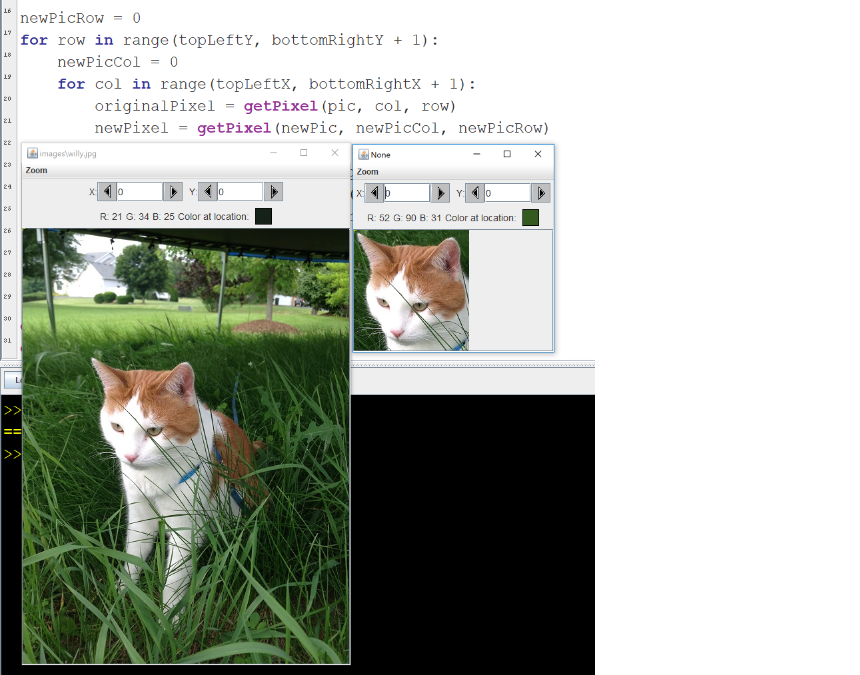 16 newPicRow = 0
17 for row in range(topLeftY, bottomRightY + 1):
18 newPicCol = 0
19 for col in range(topLeftX, bottomRightX + 1):
20 originalPixel = getPixel(pic, col, row)
21 newPixel = getPixel(newPic, newPicCol, newPicRow)
22
23
24
25
26
27
28
29
30
31
images\willy.jpg
Zoom
X: 0 Y: 0
R: 21 G: 34 B: 25 Color at location:
None
Zoom
X: 0 Y: 0
R: 52 G: 90 B: 31 Color at location:
>>
==
>>